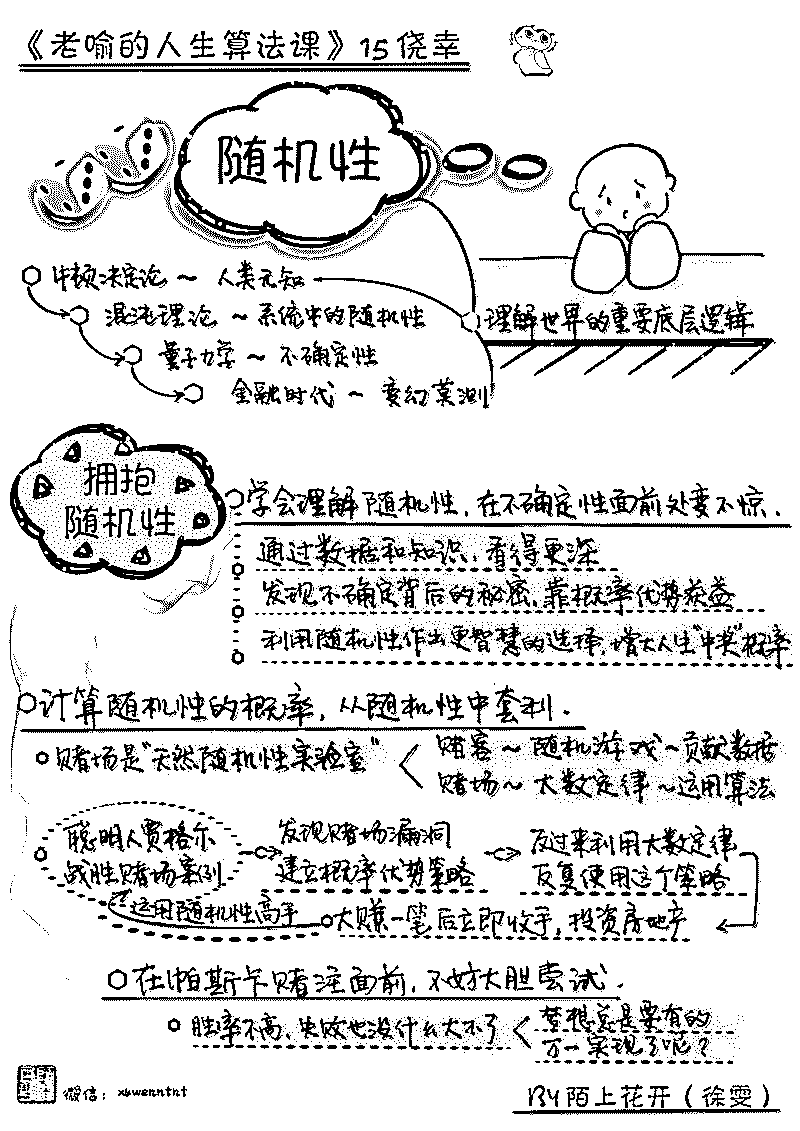 《老喻的人生算法课》15侥幸
随机性
牛顿决定论 ~ 人类无知
混沌理论 ~ 系统中的随机性
理解世界的重要底层逻辑
量子力学 ~ 不确定性
金融时代 ~ 变幻莫测
拥抱
随机性
学会理解随机性，在不确定性面前处变不惊．
通过数据和知识，看得更深
发现不确定背后的秘密，靠概率优势获益
利用随机性作出更智慧的选择，增大人生“中奖”概率
计算随机性的概率，从随机性中套利．
赌场是“天然随机性实验室”
赌客 ~ 随机游戏 ~ 贡献数据
赌场 ~ 大数定律 ~ 运用算法
聪明人贾格尔
战胜赌场案例
发现赌场漏洞
建立概率优势策略
反过来利用大数定律
反复使用这个策略
运用随机性高手
大赚一笔后立即收手，投资房地产
在帕斯卡赌注面前，不妨大胆尝试．
胜率不高，失败也没什么大不了
梦想总是要有的
万一实现了呢？
微信：
BY陌上花开（徐雯）